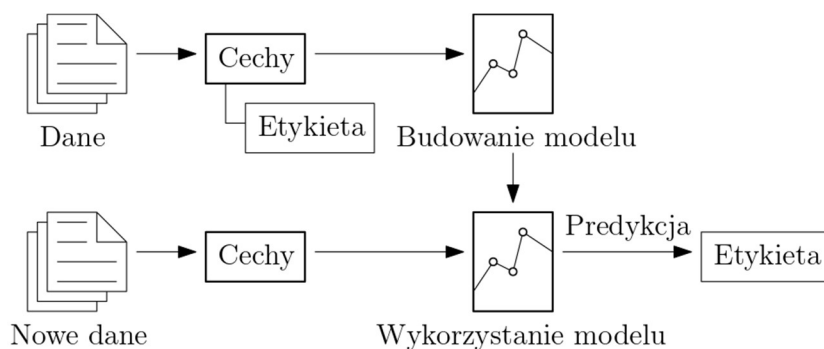 Cechy
Etykieta
Dane
Budowanie modelu
Predykcja
Cechy
Etykieta
Nowe dane
Wykorzystanie modelu